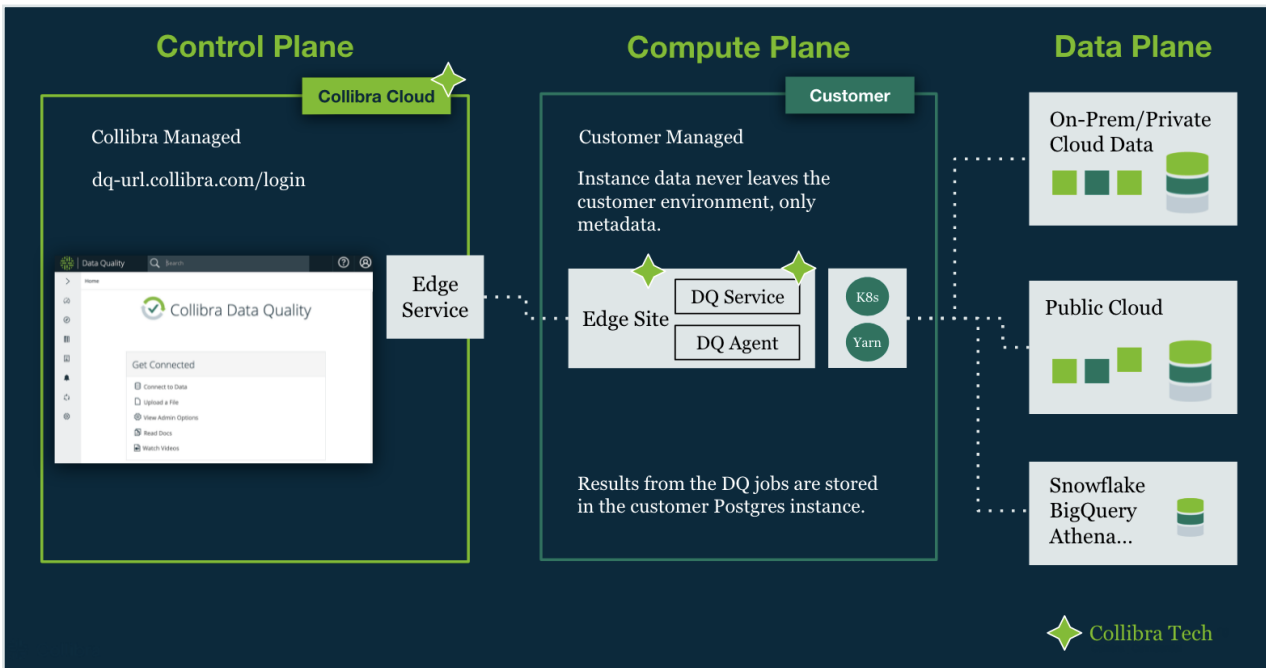 Control Plane
Compute Plane
Data Plane
Collibra Cloud
Collibra Managed
dq-url.collibra.com/login
Data Quality
Search
Home
Collibra Data Quality
Get Connected
Connect to Data
Upload a File
View Admin Options
Read Docs
Watch Videos
Edge
Service
Customer
Customer Managed
Instance data never leaves the
customer environment, only
metadata.
Edge Site
DQ Service
DQ Agent
K8s
Yarn
Results from the DQ jobs are stored
in the customer Postgres instance.
On-Prem/Private
Cloud Data
Public Cloud
Snowflake
BigQuery
Athena...
Collibra Tech